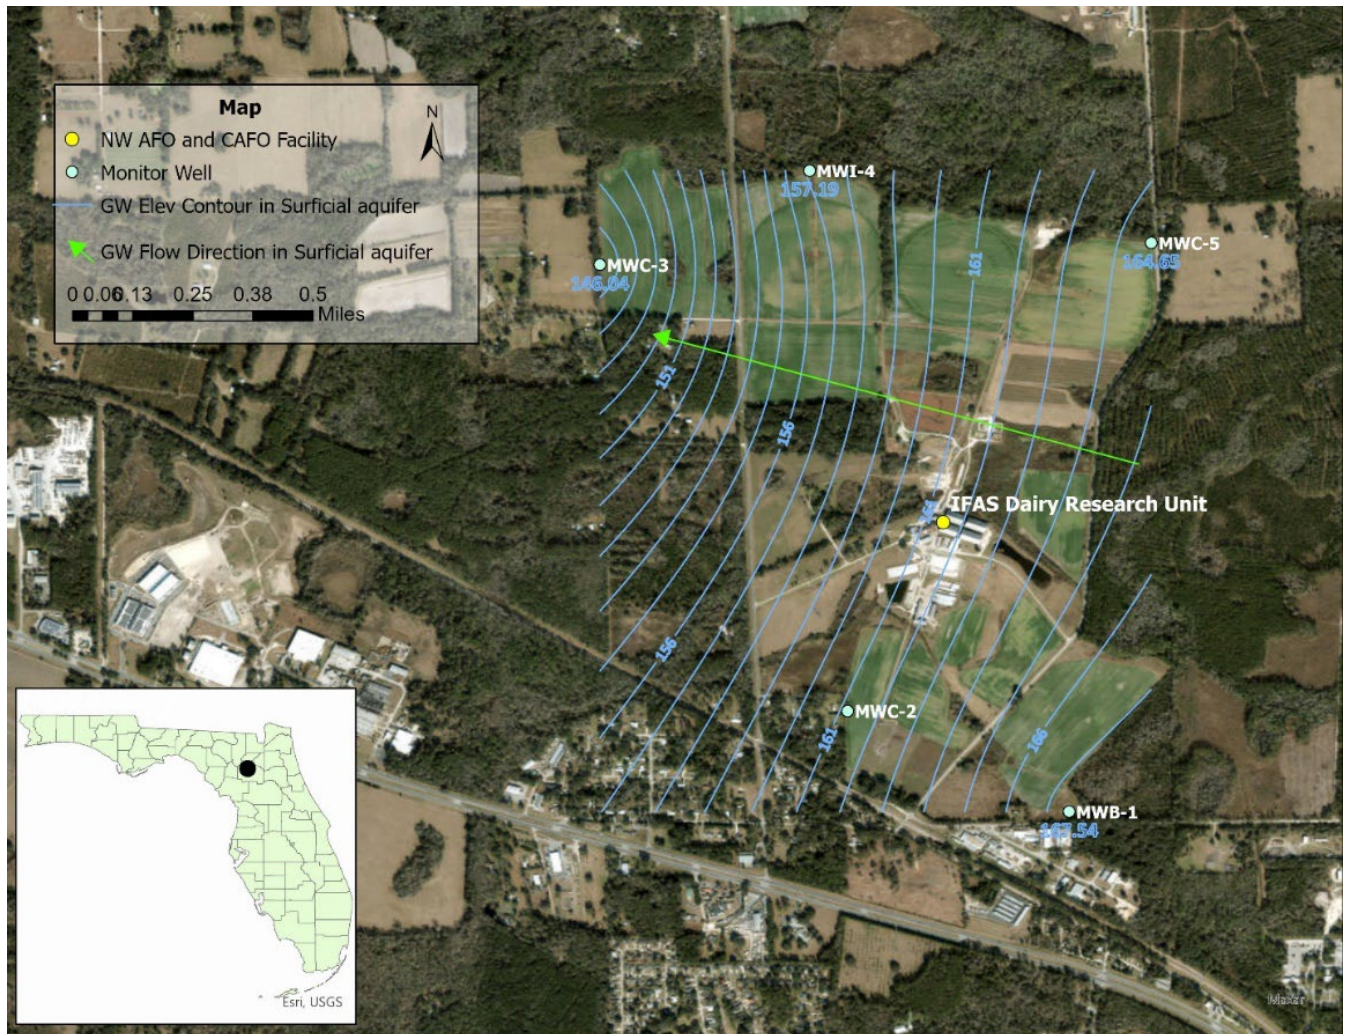 Map
N
NW AFO and CAFO Facility
Monitor Well
GW Elev Contour in Surficial aquifer
GW Flow Direction in Surficial aquifer
0 0.06 0.13 0.25 0.38 0.5
Miles
MWI-4
157.19
MWC-5
164.65
MWC-3
146.04
161
151
156
IFAS Dairy Research Unit
161
156
MWC-2
161
166
MWB-1
167.54
Esri, USGS
Maxar